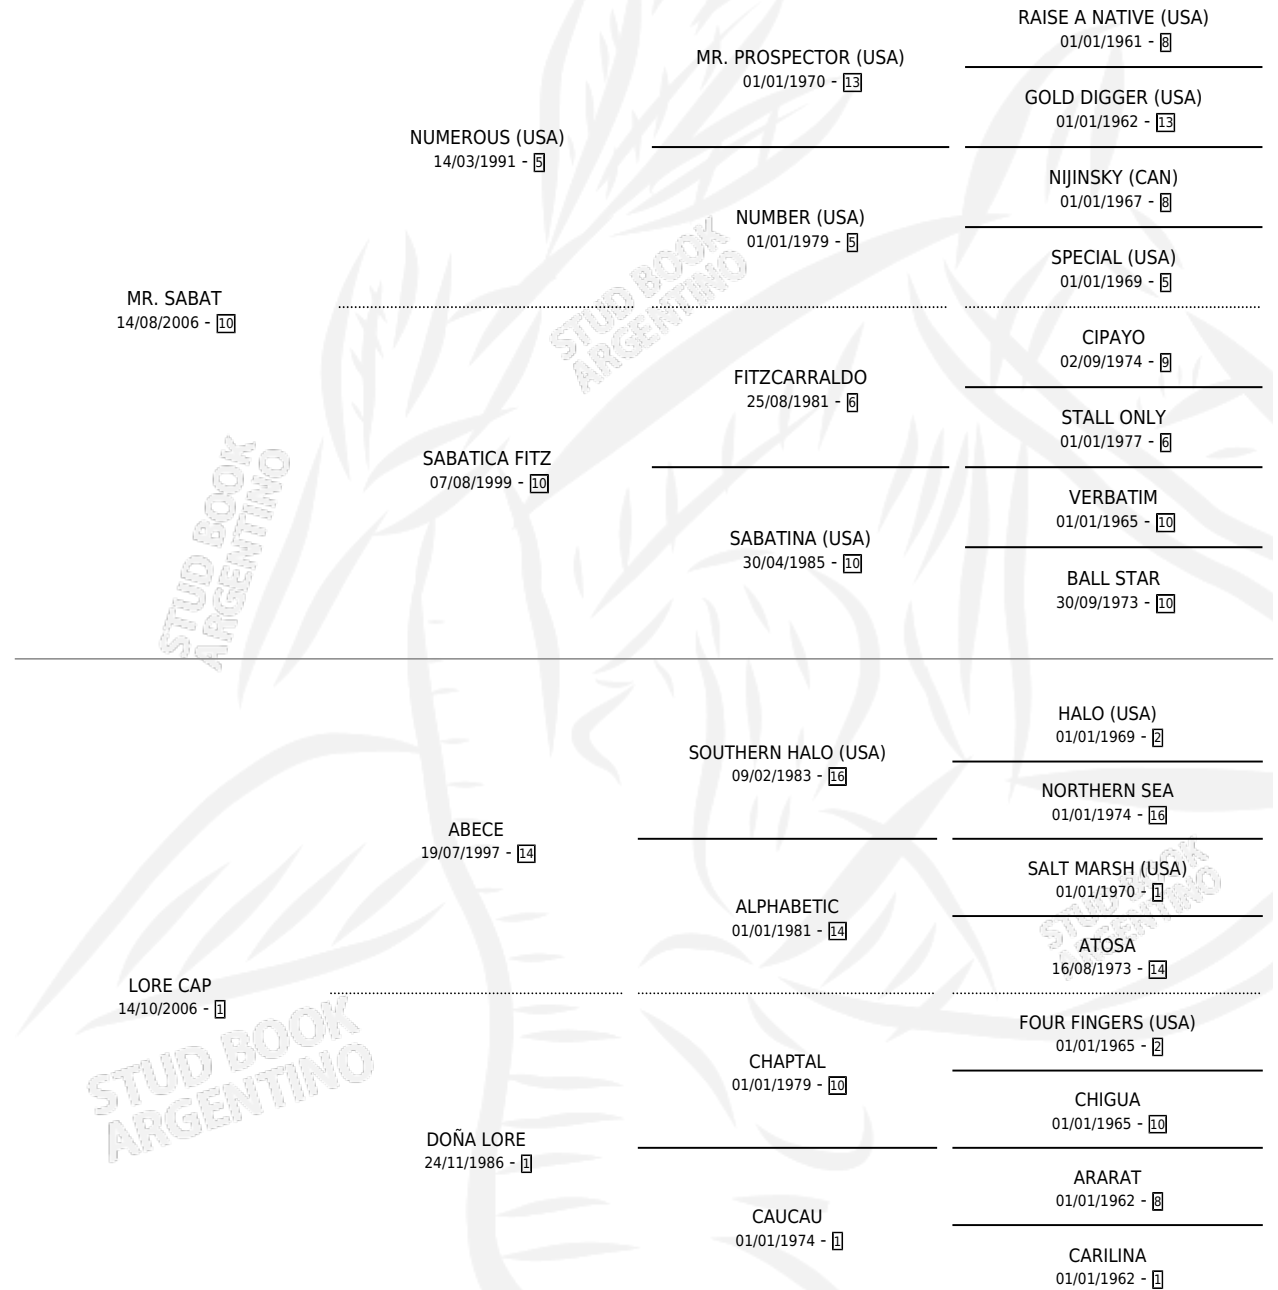 RAISE A NATIVE (USA)
01/01/1961 - 8
MR. PROSPECTOR (USA)
01/01/1970 - 13
GOLD DIGGER (USA)
01/01/1962 - 13
NUMEROUS (USA)
14/03/1991 - 5
NIJINSKY (CAN)
01/01/1967 - 8
NUMBER (USA)
01/01/1979 - 5
SPECIAL (USA)
01/01/1969 - 5
MR. SABAT
14/08/2006 - 10
STUD BOOK
ARGENTINO
CIPAYO
02/09/1974 - 9
FITZCARRALDO
25/08/1981 - 6
STALL ONLY
01/01/1977 - 6
SABATICA FITZ
07/08/1999 - 10
VERBATIM
01/01/1965 - 10
SABATINA (USA)
30/04/1985 - 10
BALL STAR
30/09/1973 - 10
STUD BOOK
ARGENTINO
HALO (USA)
01/01/1969 - 2
SOUTHERN HALO (USA)
09/02/1983 - 16
NORTHERN SEA
01/01/1974 - 16
ABECE
19/07/1997 - 14
SALT MARSH (USA)
01/01/1970 - 1
ALPHABETIC
01/01/1981 - 14
STUD BOOK
ARGENTINO
ATOSA
16/08/1973 - 14
LORE CAP
14/10/2006 - 1
FOUR FINGERS (USA)
01/01/1965 - 2
CHAPTAL
01/01/1979 - 10
CHIGUA
01/01/1965 - 10
STUD BOOK
ARGENTINO
DOÑA LORE
24/11/1986 - 1
ARARAT
01/01/1962 - 8
CAUCAU
01/01/1974 - 1
CARILINA
01/01/1962 - 1